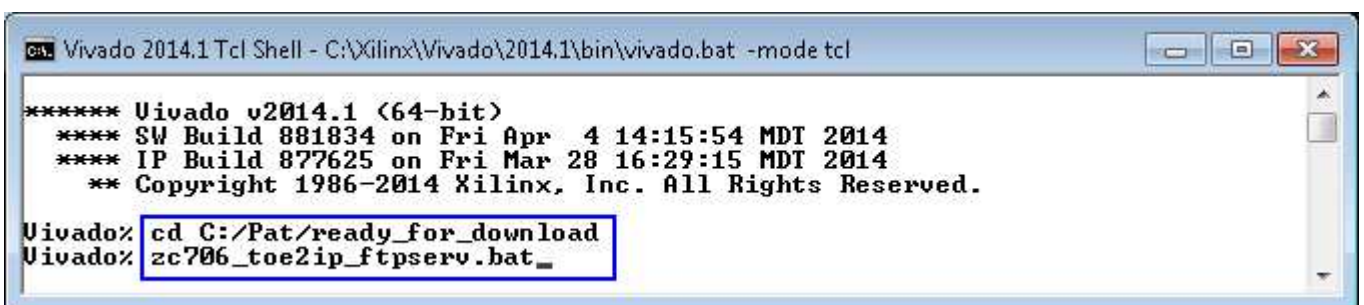 Vivado 2014.1 Tcl Shell - C:\Xilinx\Vivado\2014.1\bin\vivado.bat -mode tcl
****** Vivado v2014.1 (64-bit)
**** SW Build 881834 on Fri Apr  4 14:15:54 MDT 2014
**** IP Build 877625 on Fri Mar 28 16:29:15 MDT 2014
** Copyright 1986-2014 Xilinx, Inc. All Rights Reserved.
Vivado% cd C:/Pat/ready_for_download
Vivado% zc706_toe2ip_ftpserv.bat_